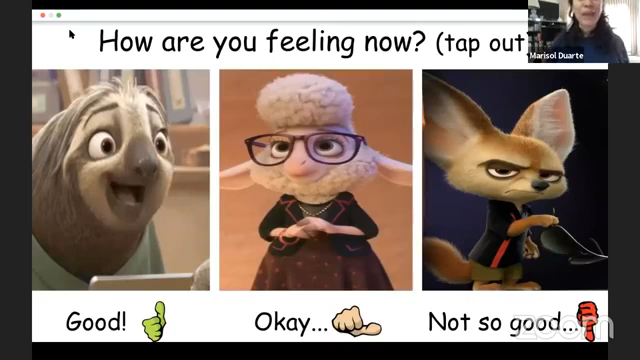 How are you feeling now? (tap out
Marisol Duarte
Good!
Okay...
Not so good...
zoom